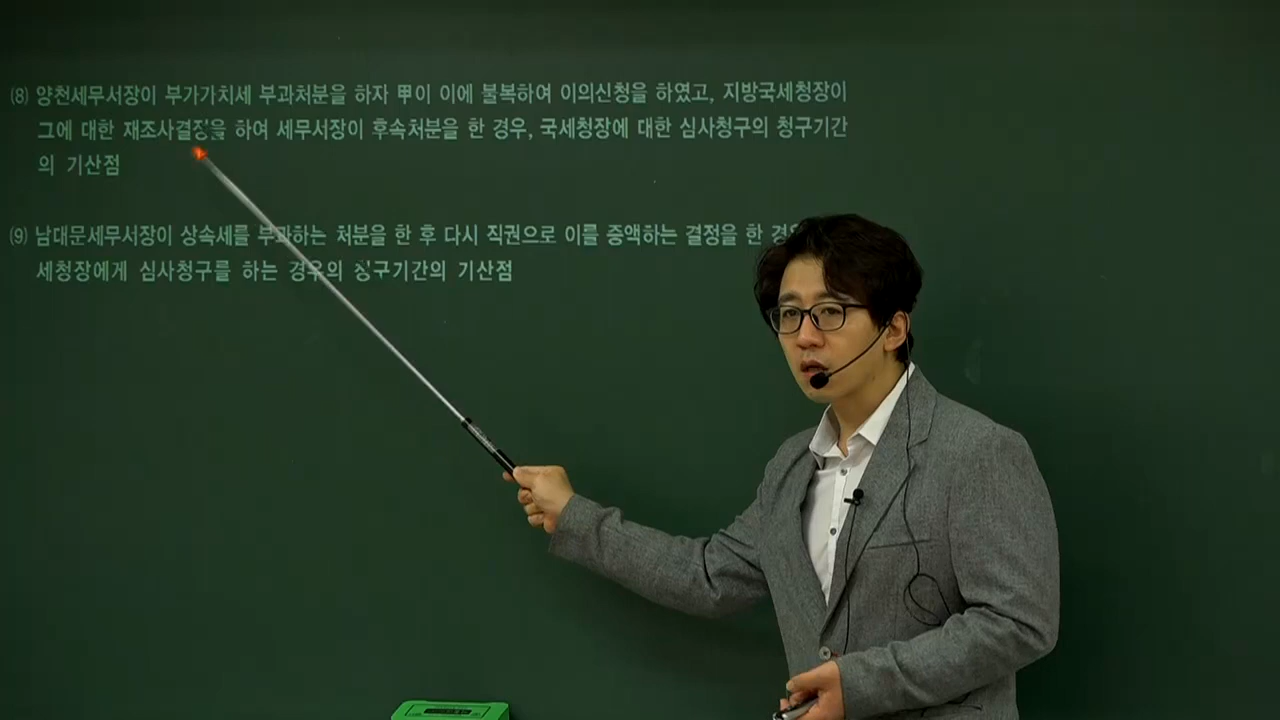 (8) 양천세무서장이 부가가치세 부과처분을 하자 甲이 이에 불복하여 이의신청을 하였고, 지방국세청장이
그에 대한 재조사결정을 하여 세무서장이 후속처분을 한 경우, 국세청장에 대한 심사청구의 청구기간
의 기산점
(9) 남대문세무서장이 상속세를 부과하는 처분을 한 후 다시 직권으로 이를 증액하는 결정을 한 경우
세청장에게 심사청구를 하는 경우의 청구기간의 기산점